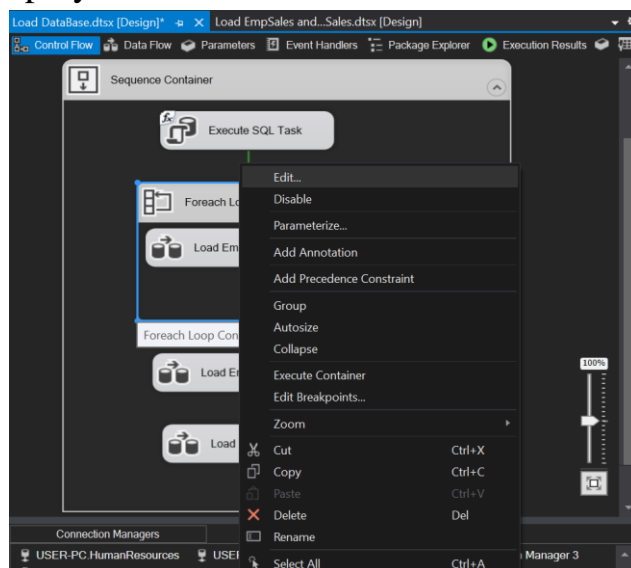 Load DataBase.dtsx [Design]* Load EmpSales and...Sales.dtsx [Design]
Control Flow Data Flow Parameters Event Handlers Package Explorer Execution Results
Sequence Container
fx Execute SQL Task
Edit...
Foreach Lo Disable
Parameterize...
Load Em Add Annotation
Add Precedence Constraint
Group
Foreach Loop Con Autosize
Collapse
100%
Load E Execute Container
Edit Breakpoints...
Zoom
Load Cut Ctrl+X
Copy Ctrl+C
Paste Ctrl+V
Delete Del
Connection Managers Rename
USER-PC.HumanResources USE Select All Ctrl+A Manager 3